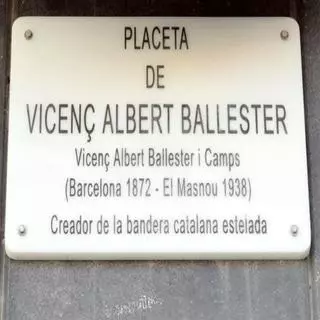 PLACETA
DE
VICENÇ ALBERT BALLESTER
Vicenç Albert Ballester i Camps
(Barcelona 1872 - El Masnou 1938)
Creador de la bandera catalana estelada